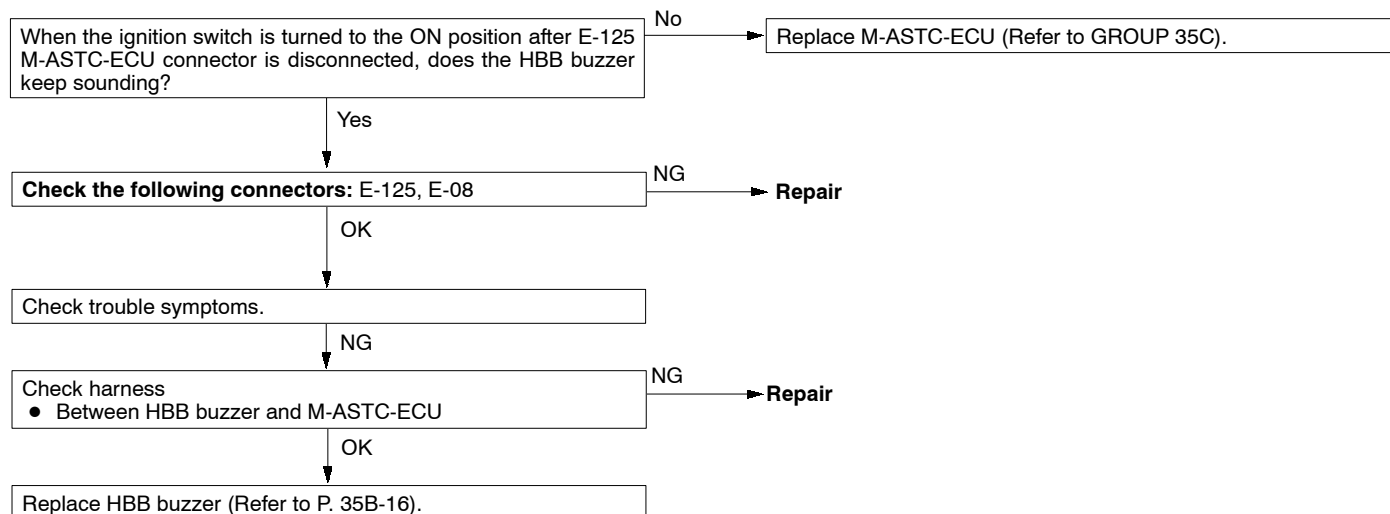 When the ignition switch is turned to the ON position after E-125
M-ASTC-ECU connector is disconnected, does the HBB buzzer
keep sounding?
No
Replace M-ASTC-ECU (Refer to GROUP 35C).
Yes
Check the following connectors: E-125, E-08
NG
Repair
OK
Check trouble symptoms.
NG
Check harness
● Between HBB buzzer and M-ASTC-ECU
NG
Repair
OK
Replace HBB buzzer (Refer to P. 35B-16).